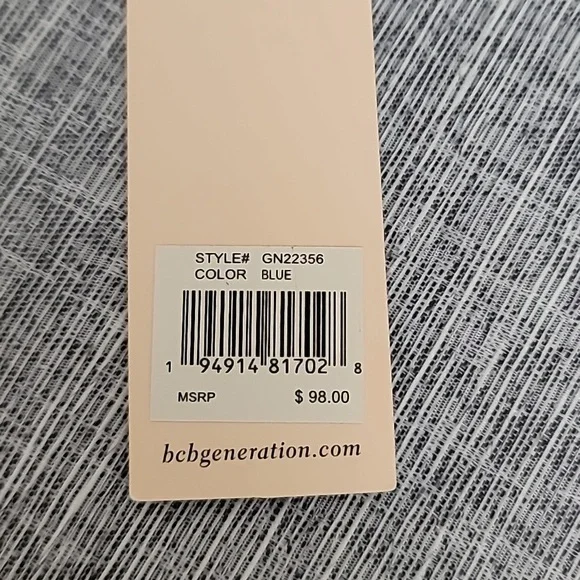 STYLE# GN22356
COLOR BLUE
1 94914 81702 8
MSRP $ 98.00
bcbgeneration.com